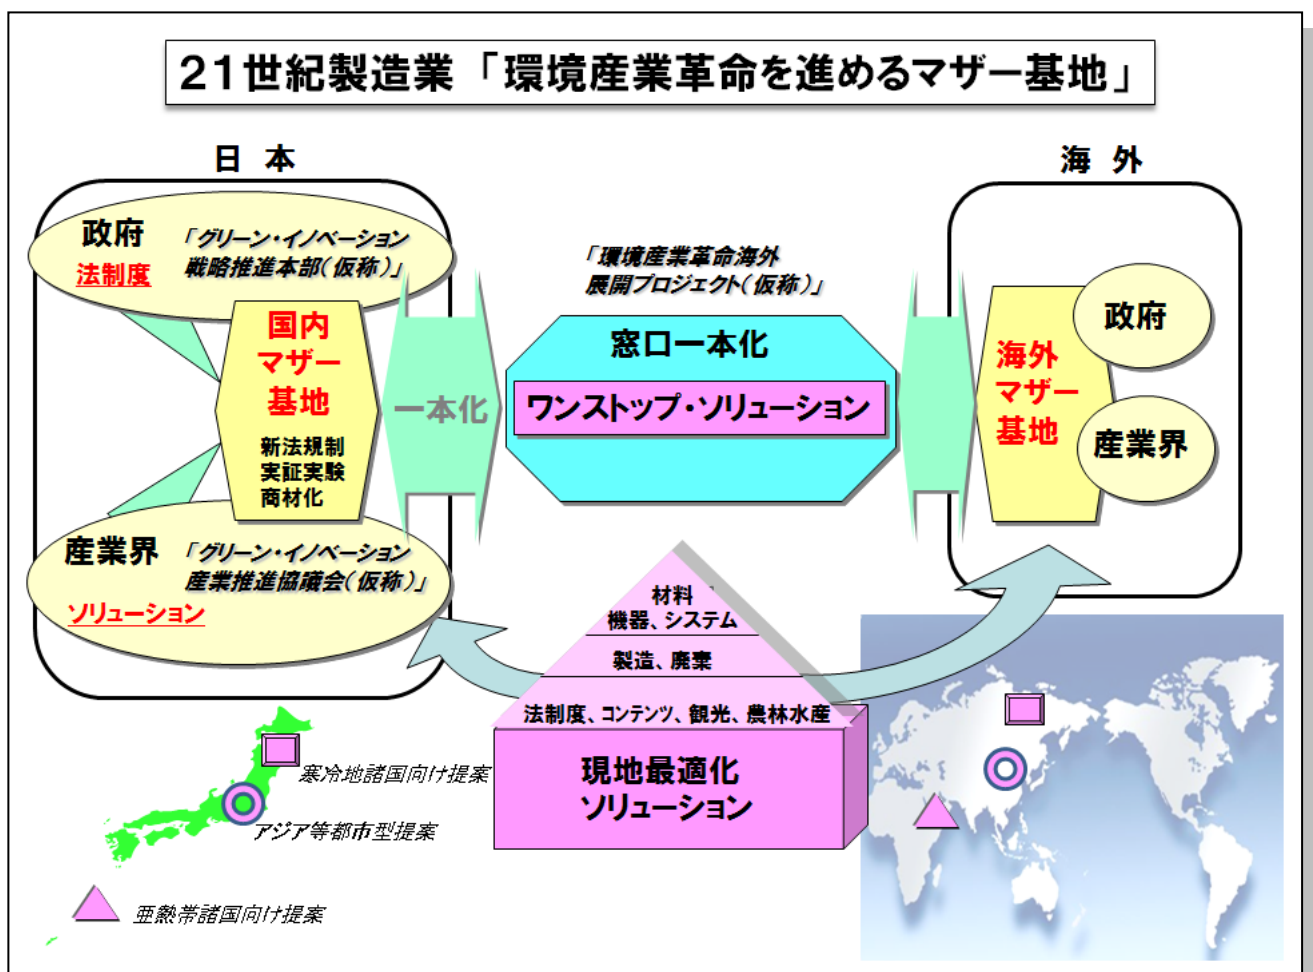 21世紀製造業「環境産業革命を進めるマザー基地」
日 本
海 外
政府
法制度
「グリーン・イノベーション
戦略推進本部(仮称)」
国内
マザー
基地
新法規制
実証実験
商材化
産業界
ソリューション
「グリーン・イノベーション
産業推進協議会(仮称)」
一本化
「環境産業革命海外
展開プロジェクト(仮称)」
窓口一本化
ワンストップ・ソリューション
海外
マザー
基地
政府
産業界
材料
機器、システム
製造、廃棄
法制度、コンテンツ、観光、農林水産
現地最適化
ソリューション
寒冷地諸国向け提案
アジア等都市型提案
亜熱帯諸国向け提案